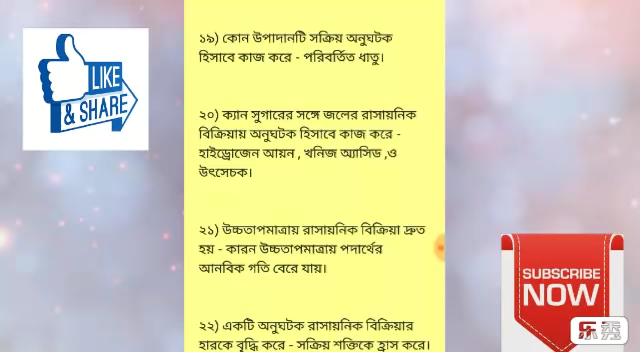 LIKE
& SHARE
১৯) কোন উপাদানটি সক্রিয় অনুঘটক
হিসাবে কাজ করে - পরিবর্তিত ধাতু।
২০) ক্যান সুগারের সঙ্গে জলের রাসায়নিক
বিক্রিয়ায় অনুঘটক হিসাবে কাজ করে -
হাইড্রোজেন আয়ন , খনিজ অ্যাসিড ,ও
উৎসেচক।
২১) উচ্চতাপমাত্রায় রাসায়নিক বিক্রিয়া দ্রুত
হয় - কারন উচ্চতাপমাত্রায় পদার্থের
আনবিক গতি বেরে যায়।
২২) একটি অনুঘটক রাসায়নিক বিক্রিয়ার
হারকে বৃদ্ধি করে - সক্রিয় শক্তিকে হ্রাস করে।
SUBSCRIBE
NOW
乐秀